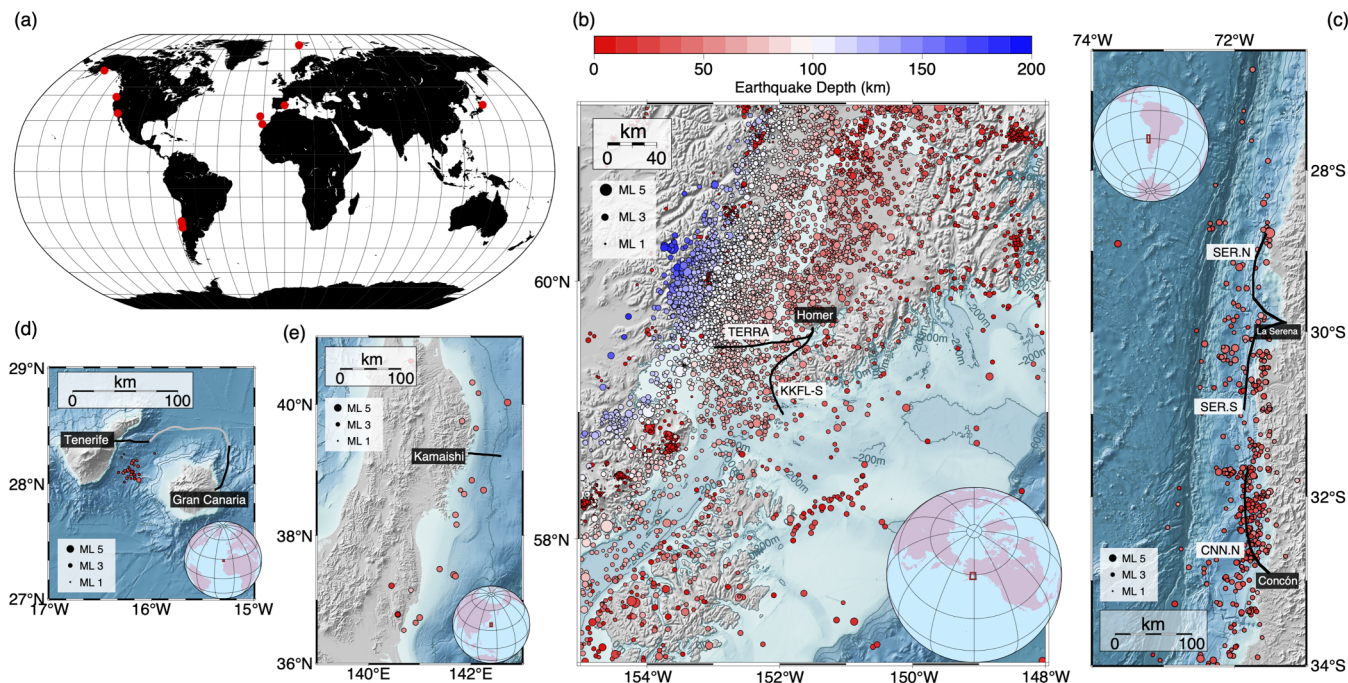 (a)
(b)
0
50
100
150
200
Earthquake Depth (km)
km
0 20 40
ML 5
ML 3
ML 1
60°N
58°N
TERRA
Homer
KKFL-S
−200m
−200m
−200m
154°W
152°W
150°W
148°W
(c)
74°W
72°W
28°S
30°S
32°S
34°S
SER.N
La Serena
SER.S
CNN.N
Concón
ML 5
ML 3
ML 1
km
0 50 100
(d)
29°N
28°N
27°N
km
0 100
Tenerife
Gran Canaria
ML 5
ML 3
ML 1
17°W
16°W
15°W
(e)
km
0 100
ML 5
ML 3
ML 1
40°N
38°N
36°N
Kamaishi
140°E
142°E